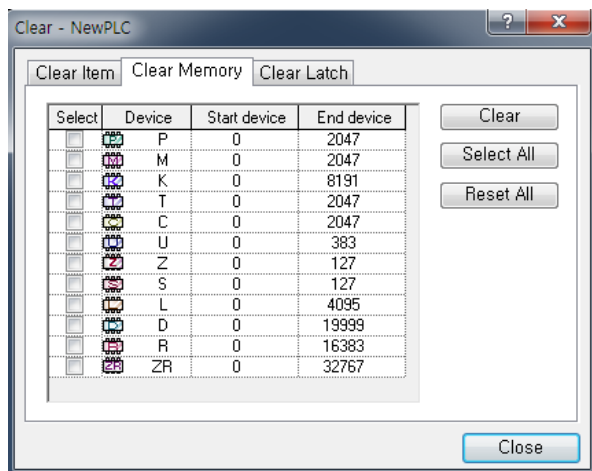 Clear - NewPLC
Clear Item Clear Memory Clear Latch
Select Device Start device End device
P P 0 2047
M M 0 2047
K K 0 8191
T T 0 2047
C C 0 2047
U U 0 383
Z Z 0 127
S S 0 127
L L 0 4095
D D 0 19999
R R 0 16383
ZR ZR 0 32767
Clear
Select All
Reset All
Close